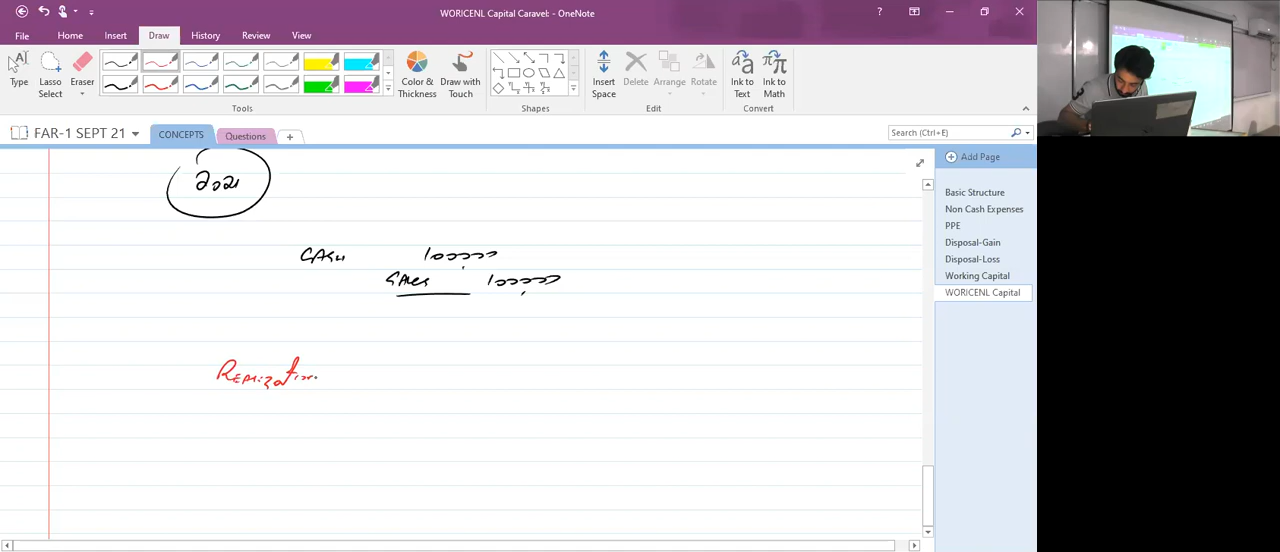 WORICENL Capital Caravel: - OneNote
?
File
Home
Insert
Draw
History
Review
View
Type
Lasso Select
Eraser
Color & Thickness
Draw with Touch
Insert Space
Delete
Arrange
Rotate
Ink to Text
Ink to Math
Tools
Shapes
Edit
Convert
FAR-1 SEPT 21
CONCEPTS
Questions
Search (Ctrl+E)
Add Page
Basic Structure
Non Cash Expenses
PPE
Disposal-Gain
Disposal-Loss
Working Capital
WORICENL Capital
2021
CASH 100000
SALES 100000
Realization